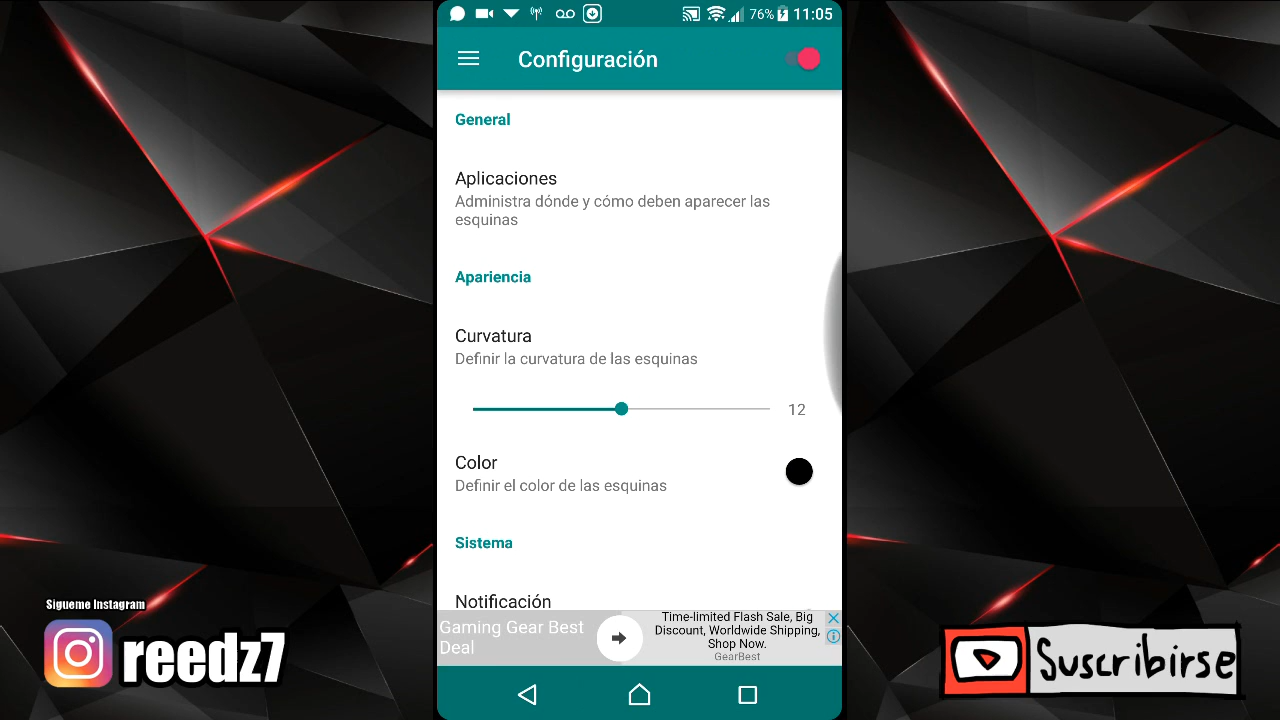 76% 11:05
Configuración
General
Aplicaciones
Administra dónde y cómo deben aparecer las
esquinas
Apariencia
Curvatura
Definir la curvatura de las esquinas
12
Color
Definir el color de las esquinas
Sistema
Notificación
Gaming Gear Best
Deal
Time-limited Flash Sale, Big
Discount, Worldwide Shipping,
Shop Now.
GearBest
Sigueme Instagram
reedz7
Suscribirse